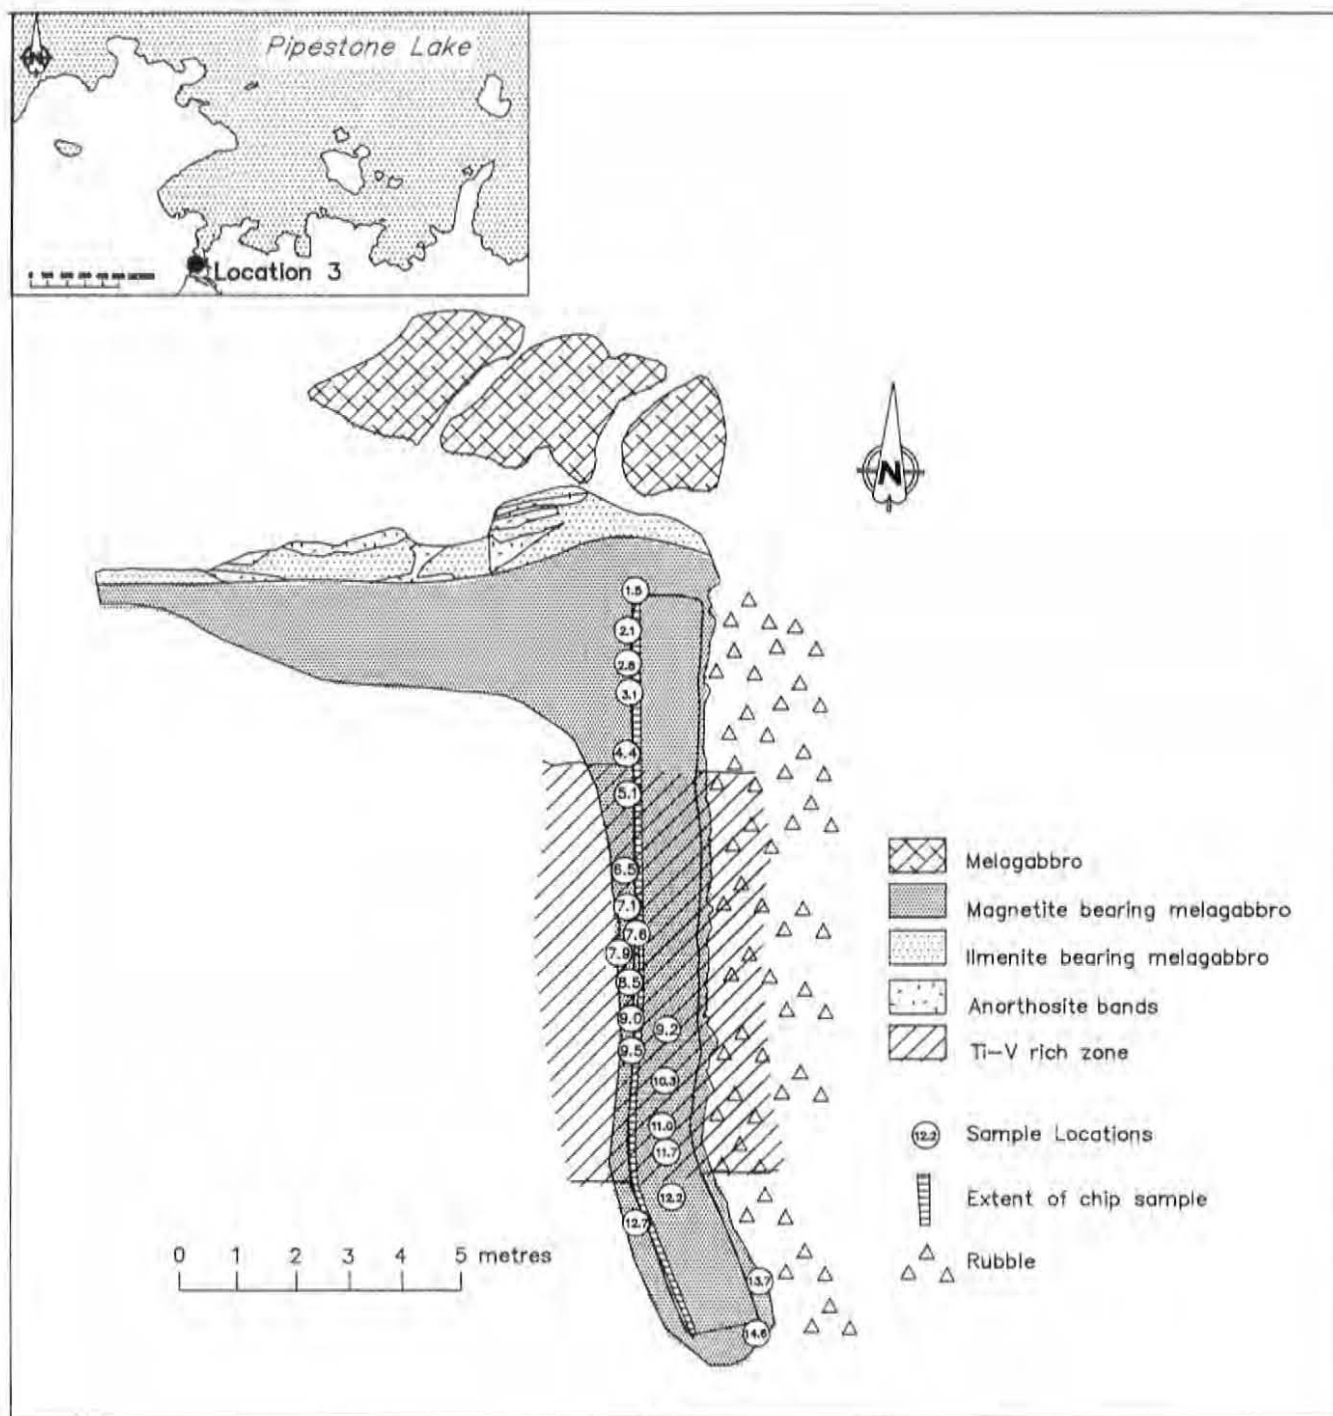 N
Pipestone Lake
Location 3
N
1.5
2.1
2.8
3.1
4.4
5.1
6.5
7.1
7.6
7.9
8.5
9.0
9.2
9.5
10.3
11.0
11.7
12.2
12.7
13.7
14.6
Melagabbro
Magnetite bearing melagabbro
Ilmenite bearing melagabbro
Anorthosite bands
Ti-V rich zone
12.2 Sample Locations
Extent of chip sample
Rubble
0 1 2 3 4 5 metres